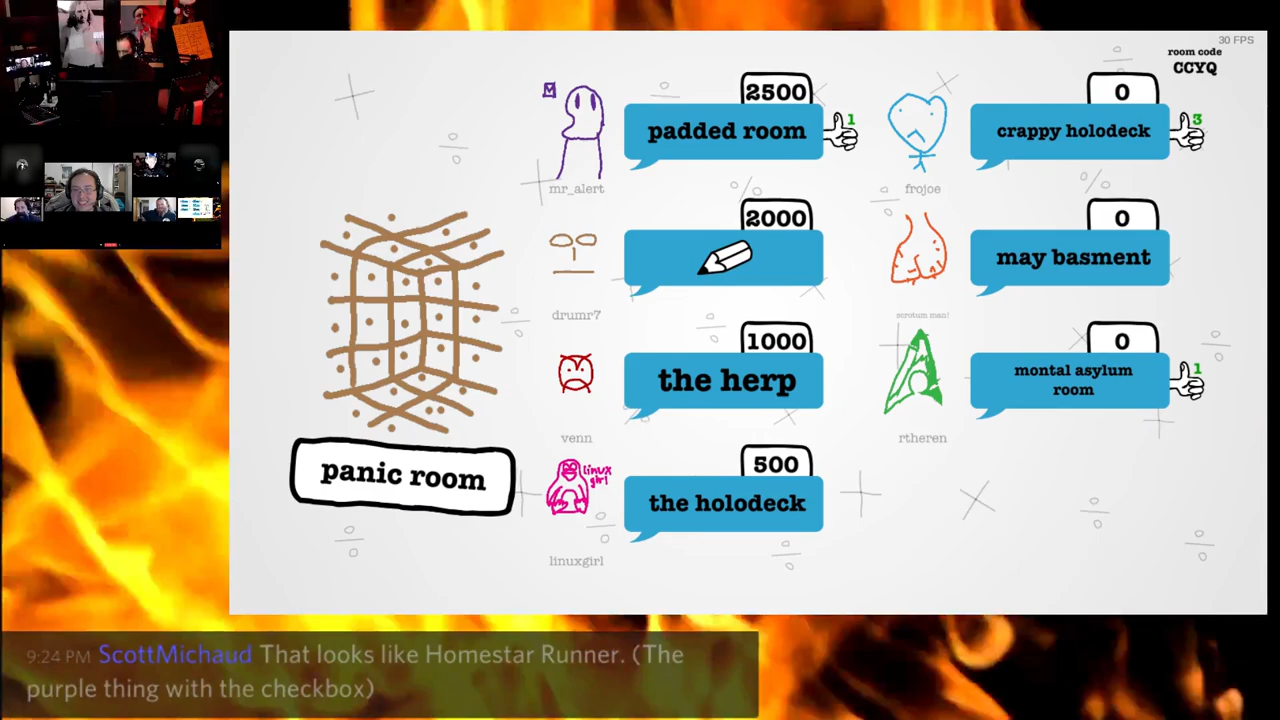 30 FPS
room code
CCYQ
2500
padded room
1
mr_alert
0
crappy holodeck
3
frojoe
2000
drumr7
0
may basment
scrotum man!
1000
the herp
venn
0
montal asylum
room
1
rtheren
panic room
500
the holodeck
linux
girl
linuxgirl
9:24 PM ScottMichaud That looks like Homestar Runner. (The
purple thing with the checkbox)